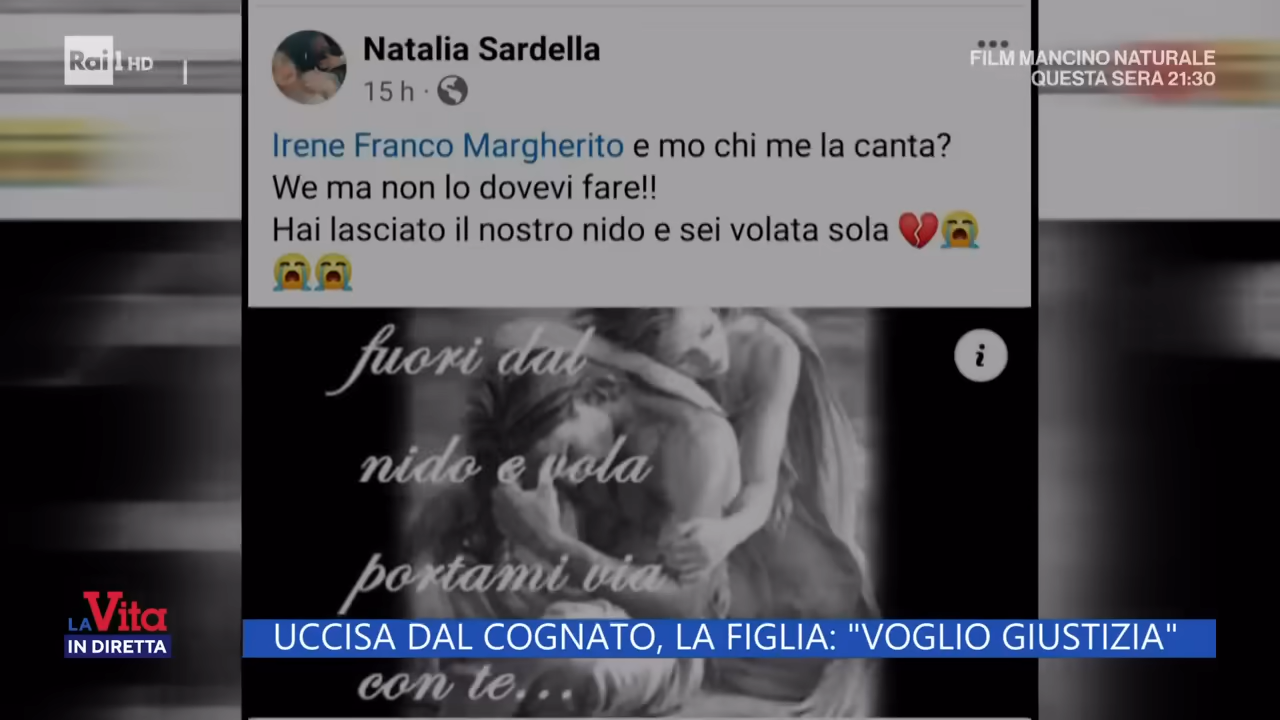 Rai 1 HD
FILM MANCINO NATURALE
QUESTA SERA 21:30
Natalia Sardella
15 h ·
Irene Franco Margherito e mo chi me la canta?
We ma non lo dovevi fare!!
Hai lasciato il nostro nido e sei volata sola 💔😭
😭😭
fuori dal
nido e vola
portami via
con te...
i
LA Vita
IN DIRETTA
UCCISA DAL COGNATO, LA FIGLIA: "VOGLIO GIUSTIZIA"